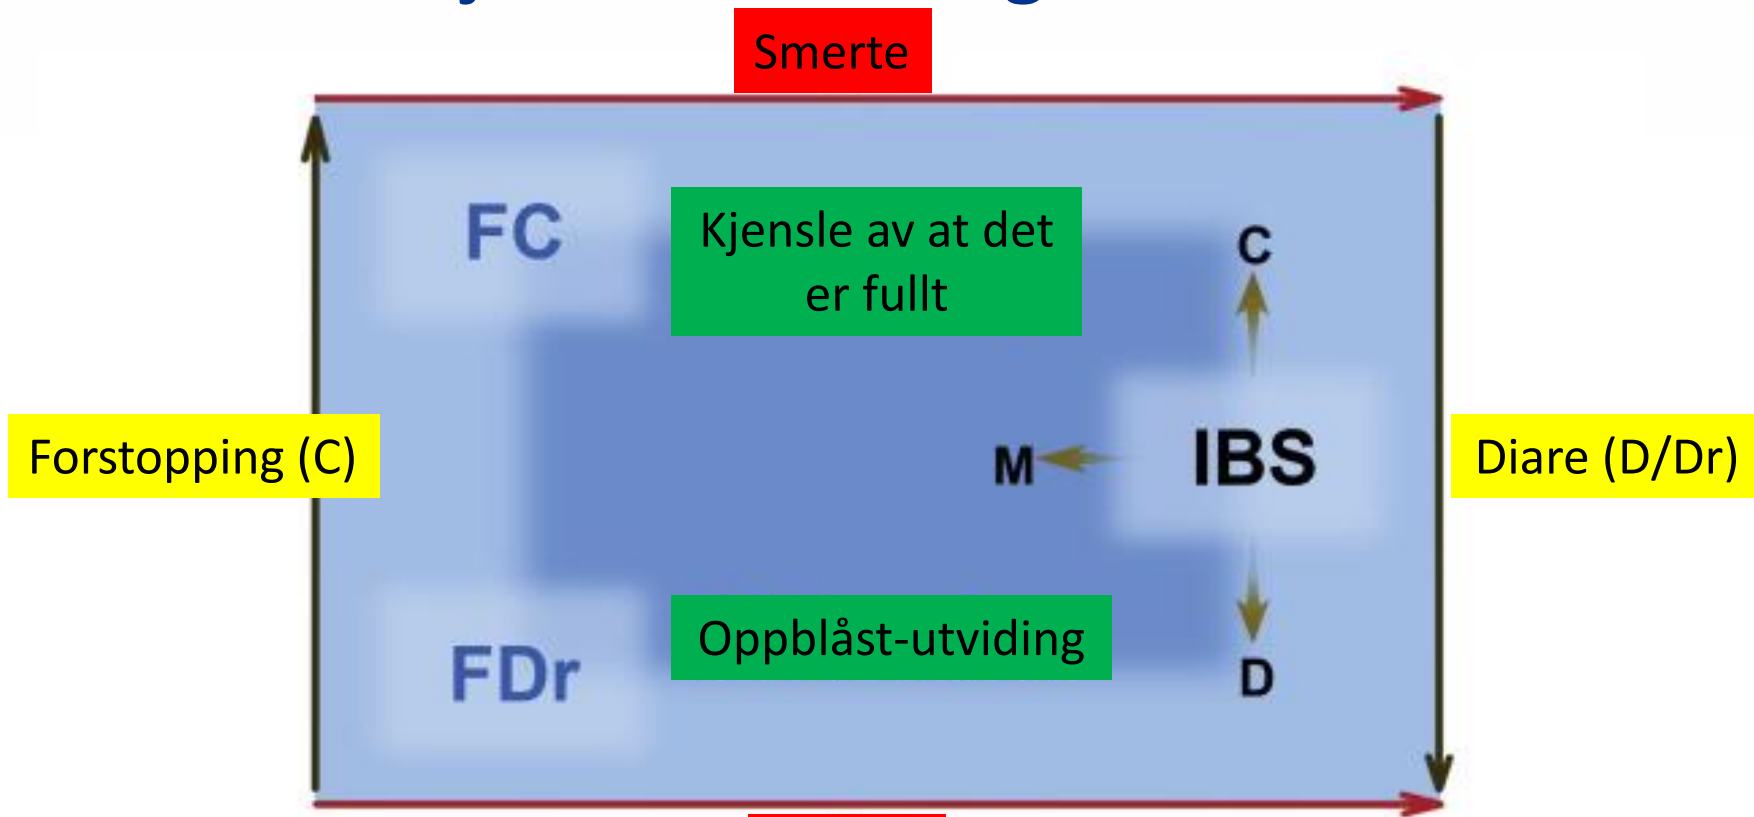 Smerte
FC
Kjensle av at det
er fullt
C
Forstopping (C)
M
IBS
Diare (D/Dr)
Oppblåst-utviding
FDr
D